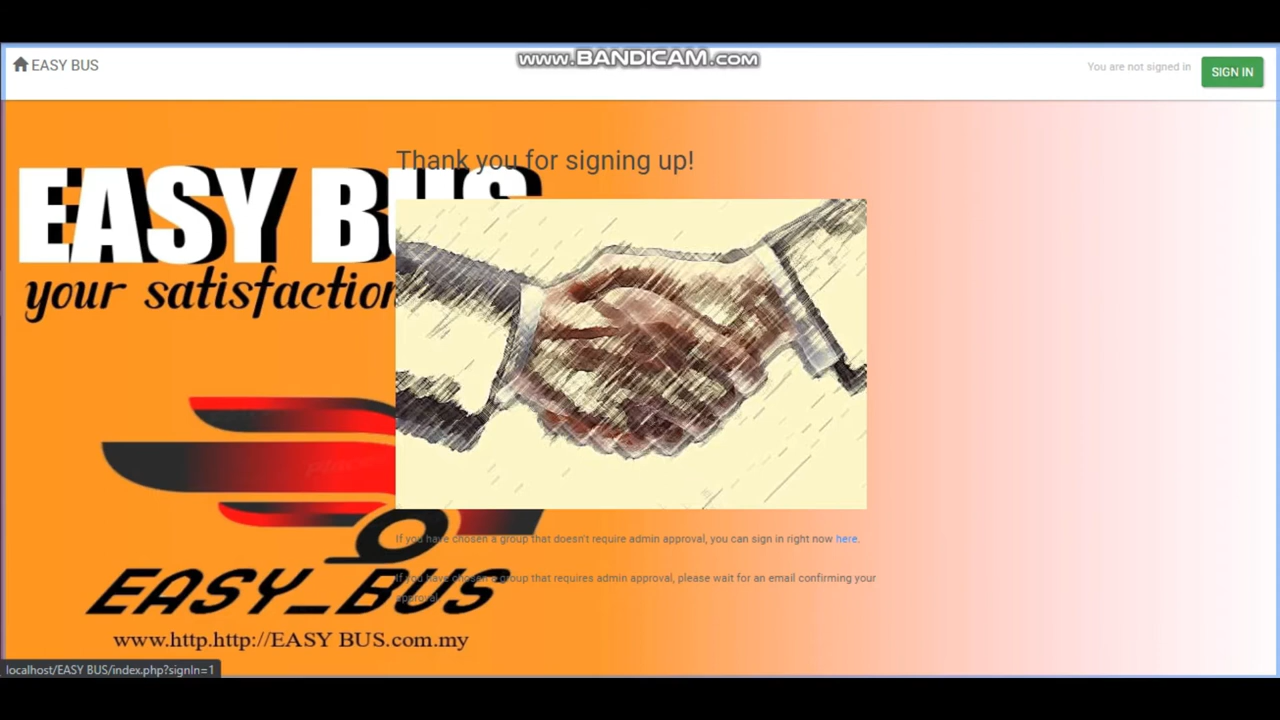 www.BANDICAM.com
EASY BUS
You are not signed in
SIGN IN
Thank you for signing up!
EASY BUS
your satisfaction
If you have chosen a group that doesn't require admin approval, you can sign in right now here.
If you have chosen a group that requires admin approval, please wait for an email confirming your
approval.
EASY_BUS
www.http.http://EASY BUS.com.my
localhost/EASY BUS/index.php?signIn=1